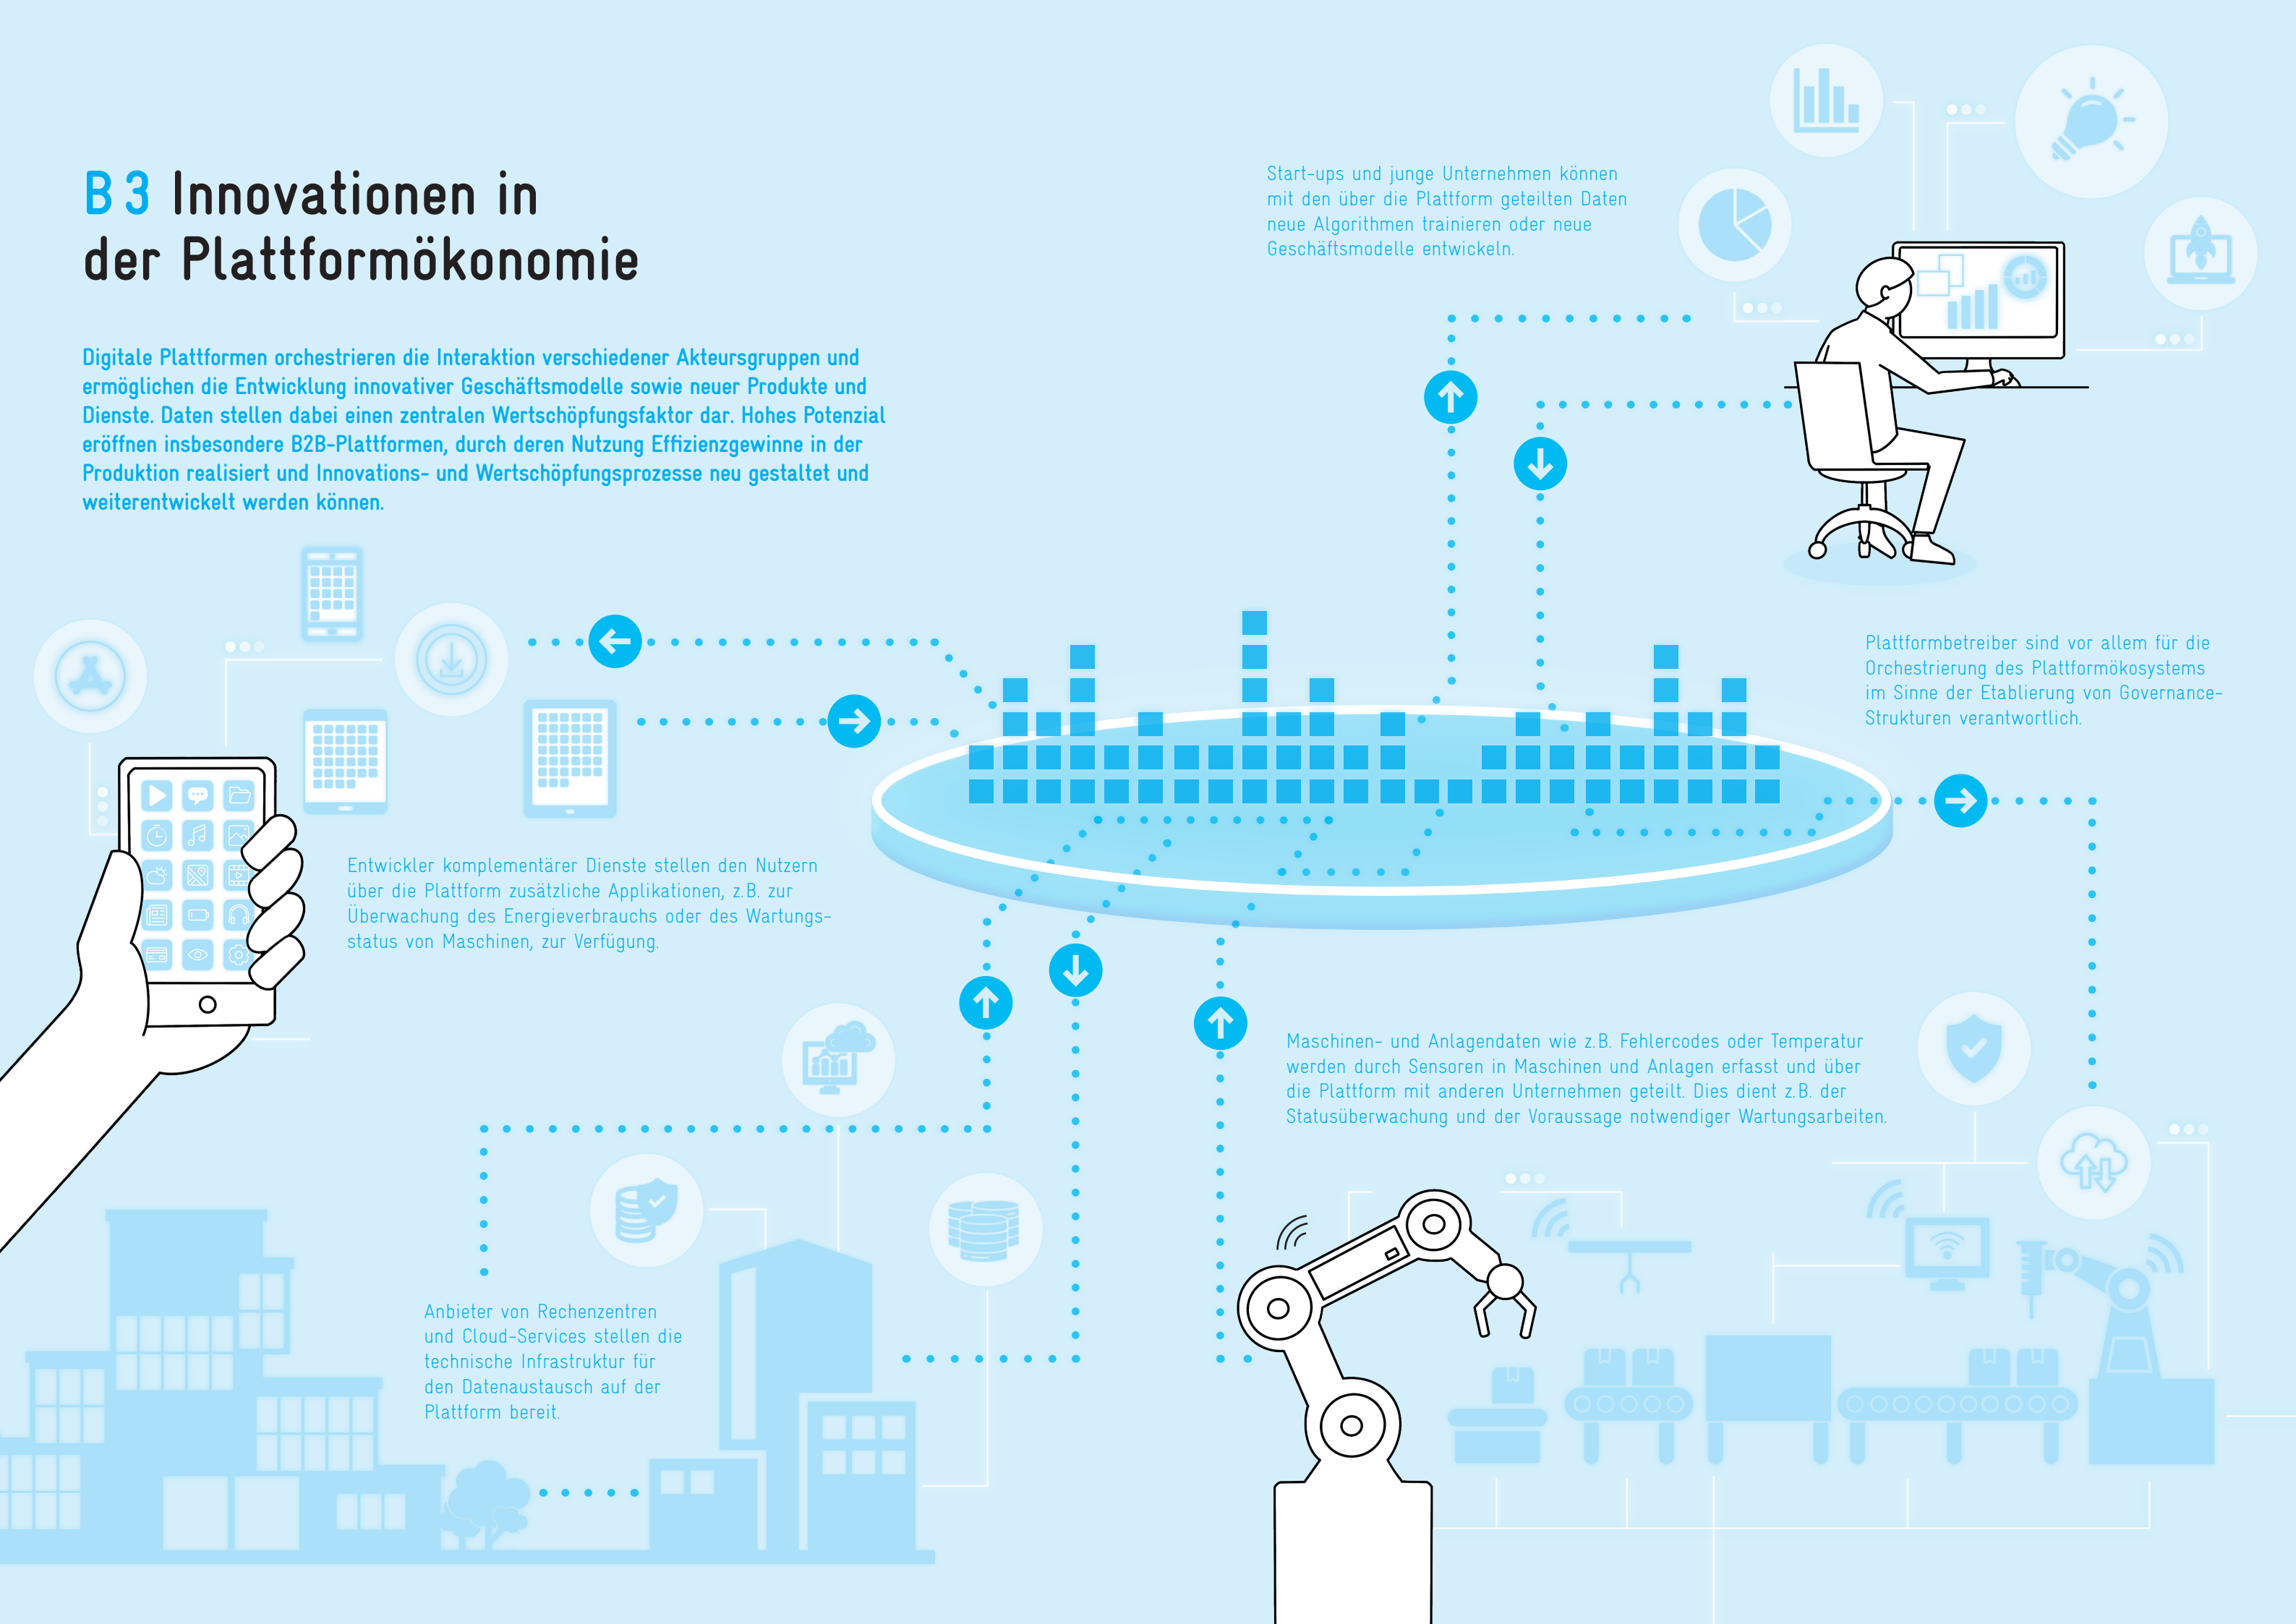 B 3 Innovationen in
der Plattformökonomie
Digitale Plattformen orchestrieren die Interaktion verschiedener Akteursgruppen und
ermöglichen die Entwicklung innovativer Geschäftsmodelle sowie neuer Produkte und
Dienste. Daten stellen dabei einen zentralen Wertschöpfungsfaktor dar. Hohes Potenzial
eröffnen insbesondere B2B-Plattformen, durch deren Nutzung Effizienzgewinne in der
Produktion realisiert und Innovations- und Wertschöpfungsprozesse neu gestaltet und
weiterentwickelt werden können.
Start-ups und junge Unternehmen können
mit den über die Plattform geteilten Daten
neue Algorithmen trainieren oder neue
Geschäftsmodelle entwickeln.
Plattformbetreiber sind vor allem für die
Orchestrierung des Plattformökosystems
im Sinne der Etablierung von Governance-
Strukturen verantwortlich.
Entwickler komplementärer Dienste stellen den Nutzern
über die Plattform zusätzliche Applikationen, z.B. zur
Überwachung des Energieverbrauchs oder des Wartungs-
status von Maschinen, zur Verfügung.
Maschinen- und Anlagendaten wie z.B. Fehlercodes oder Temperatur
werden durch Sensoren in Maschinen und Anlagen erfasst und über
die Plattform mit anderen Unternehmen geteilt. Dies dient z.B. der
Statusüberwachung und der Voraussage notwendiger Wartungsarbeiten.
Anbieter von Rechenzentren
und Cloud-Services stellen die
technische Infrastruktur für
den Datenaustausch auf der
Plattform bereit.